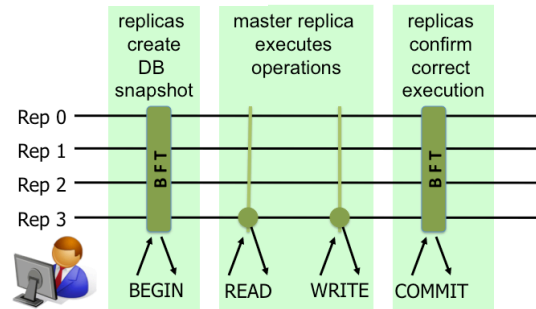 replicas
create
DB
snapshot
master replica
executes
operations
replicas
confirm
correct
execution
Rep 0
Rep 1
Rep 2
Rep 3
BFT
BFT
BEGIN
READ
WRITE
COMMIT